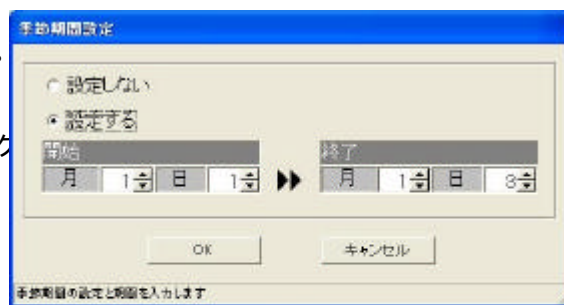 季節期間設定
設定しない
設定する
開始 終了
月 1 日 1 月 1 日 8
OK キャンセル
季節期間の設定と期間を入力します